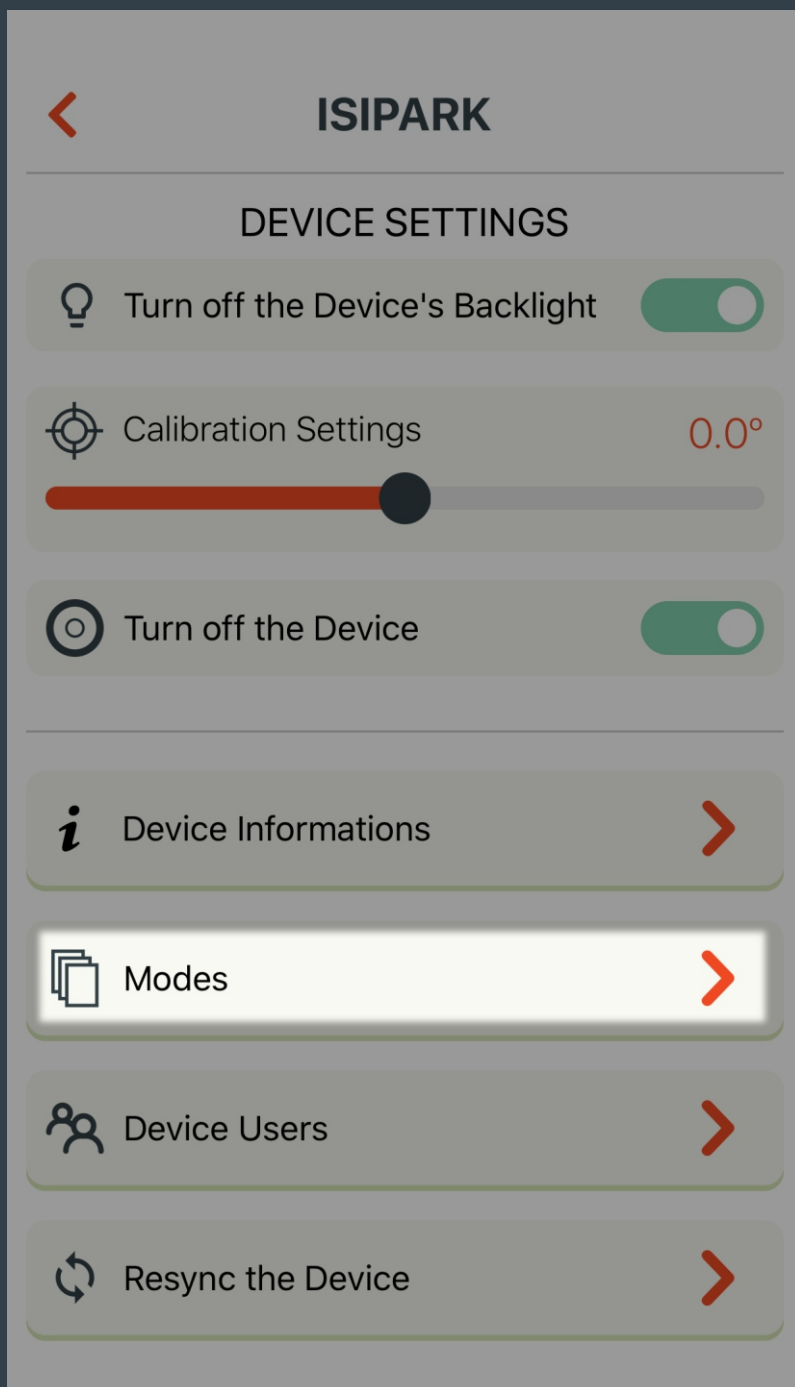 ISIPARK
DEVICE SETTINGS
Turn off the Device's Backlight
Calibration Settings 0.0°
Turn off the Device
Device Informations
Modes
Device Users
Resync the Device